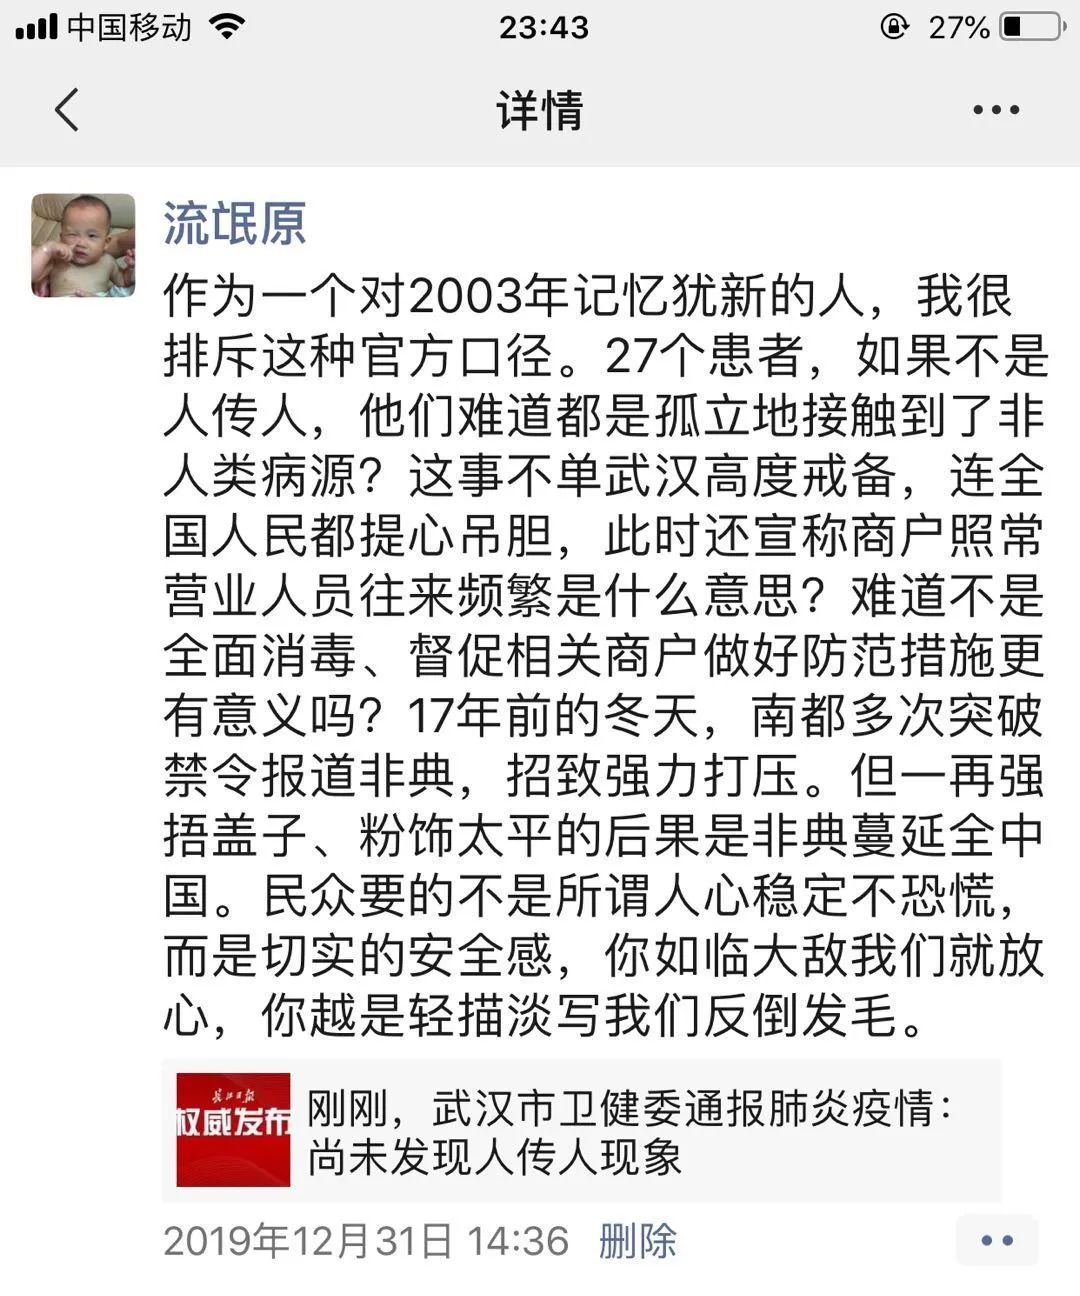 中国移动 23:43 27%
详情
流氓原
作为一个对2003年记忆犹新的人，我很
排斥这种官方口径。27个患者，如果不是
人传人，他们难道都是孤立地接触到了非
人类病源？这事不单武汉高度戒备，连全
国人民都提心吊胆，此时还宣称商户照常
营业人员往来频繁是什么意思？难道不是
全面消毒、督促相关商户做好防范措施更
有意义吗？17年前的冬天，南都多次突破
禁令报道非典，招致强力打压。但一再强
捂盖子、粉饰太平的后果是非典蔓延全中
国。民众要的不是所谓人心稳定不恐慌，
而是切实的安全感，你如临大敌我们就放
心，你越是轻描淡写我们反倒发毛。
长江日报
权威发布
刚刚，武汉市卫健委通报肺炎疫情：
尚未发现人传人现象
2019年12月31日 14:36 删除